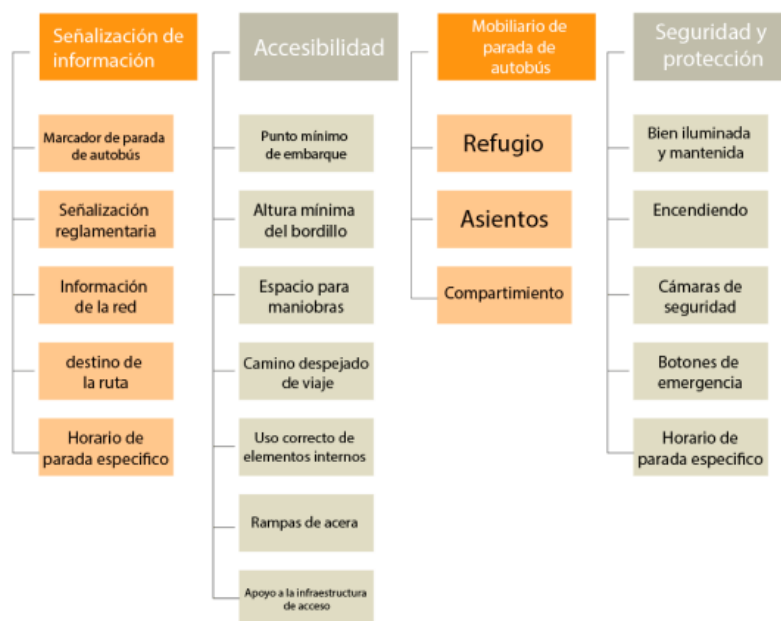 Señalización de
información
Marcador de parada
de autobús
Señalización
reglamentaria
Información
de la red
destino de
la ruta
Horario de
parada especifico
Accesibilidad
Punto mínimo
de embarque
Altura mínima
del bordillo
Espacio para
maniobras
Camino despejado
de viaje
Uso correcto de
elementos internos
Rampas de acera
Apoyo a la infraestructura
de acceso
Mobiliario de
parada de
autobús
Refugio
Asientos
Compartimiento
Seguridad y
protección
Bien iluminada
y mantenida
Encendiendo
Cámaras de
seguridad
Botones de
emergencia
Horario de
parada especifico